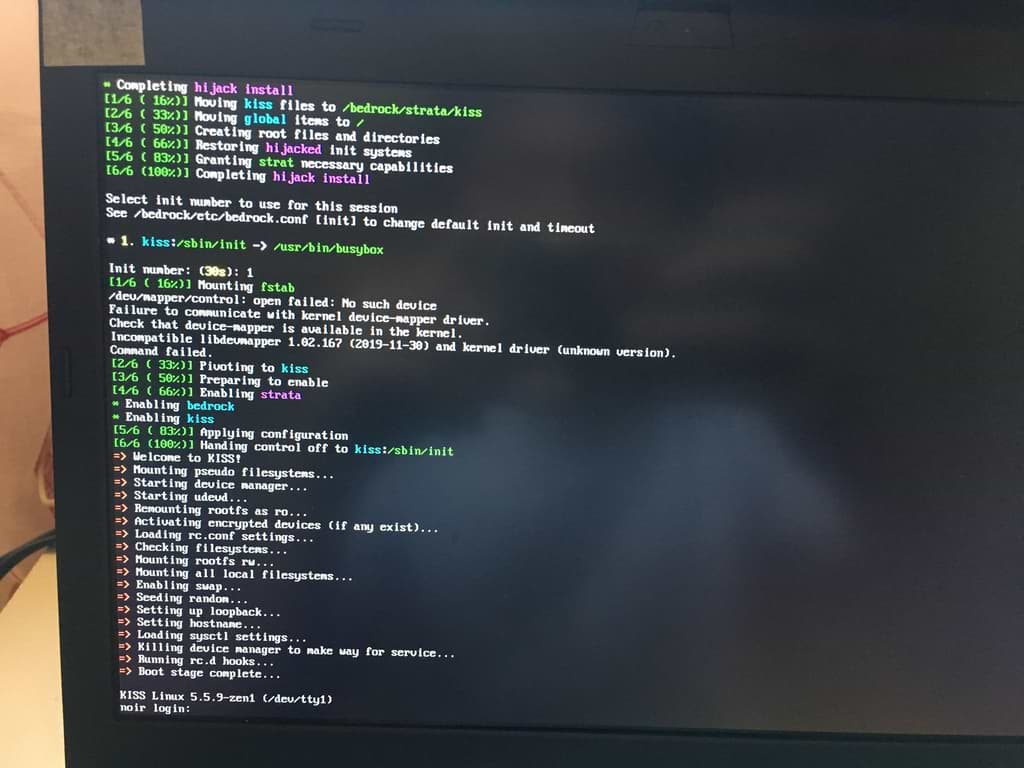 * Completing hijack install
[1/6 ( 16%)] Moving kiss files to /bedrock/strata/kiss
[2/6 ( 33%)] Moving global items to /
[3/6 ( 50%)] Creating root files and directories
[4/6 ( 66%)] Restoring hijacked init systems
[5/6 ( 83%)] Granting strat necessary capabilities
[6/6 (100%)] Completing hijack install
Select init number to use for this session
See /bedrock/etc/bedrock.conf [init] to change default init and timeout
* 1. kiss:/sbin/init -> /usr/bin/busybox
Init number: (30s): 1
[1/6 ( 16%)] Mounting fstab
/dev/mapper/control: open failed: No such device
Failure to communicate with kernel device-mapper driver.
Check that device-mapper is available in the kernel.
Incompatible libdevmapper 1.02.167 (2019-11-30) and kernel driver (unknown version).
Command failed.
[2/6 ( 33%)] Pivoting to kiss
[3/6 ( 50%)] Preparing to enable
[4/6 ( 66%)] Enabling strata
* Enabling bedrock
* Enabling kiss
[5/6 ( 83%)] Applying configuration
[6/6 (100%)] Handing control off to kiss:/sbin/init
=> Welcome to KISS!
=> Mounting pseudo filesystems...
=> Starting device manager...
=> Starting udevd...
=> Remounting rootfs as ro...
=> Activating encrypted devices (if any exist)...
=> Loading rc.conf settings...
=> Checking filesystems...
=> Mounting rootfs rw...
=> Mounting all local filesystems...
=> Enabling swap...
=> Seeding random...
=> Setting up loopback...
=> Setting hostname...
=> Loading sysctl settings...
=> Killing device manager to make way for service...
=> Running rc.d hooks...
=> Boot stage complete...
KISS Linux 5.5.9-zen1 (/dev/tty1)
noir login: